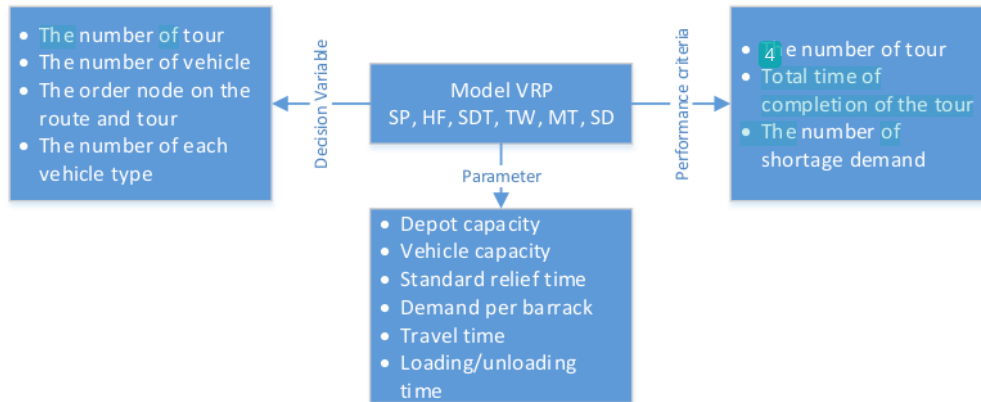 • The number of tour
• The number of vehicle
• The order node on the
route and tour
• The number of each
vehicle type
Decision Variable
Model VRP
SP, HF, SDT, TW, MT, SD
Performance criteria
• 4 e number of tour
• Total time of
completion of the tour
• The number of
shortage demand
Parameter
• Depot capacity
• Vehicle capacity
• Standard relief time
• Demand per barrack
• Travel time
• Loading/unloading
time